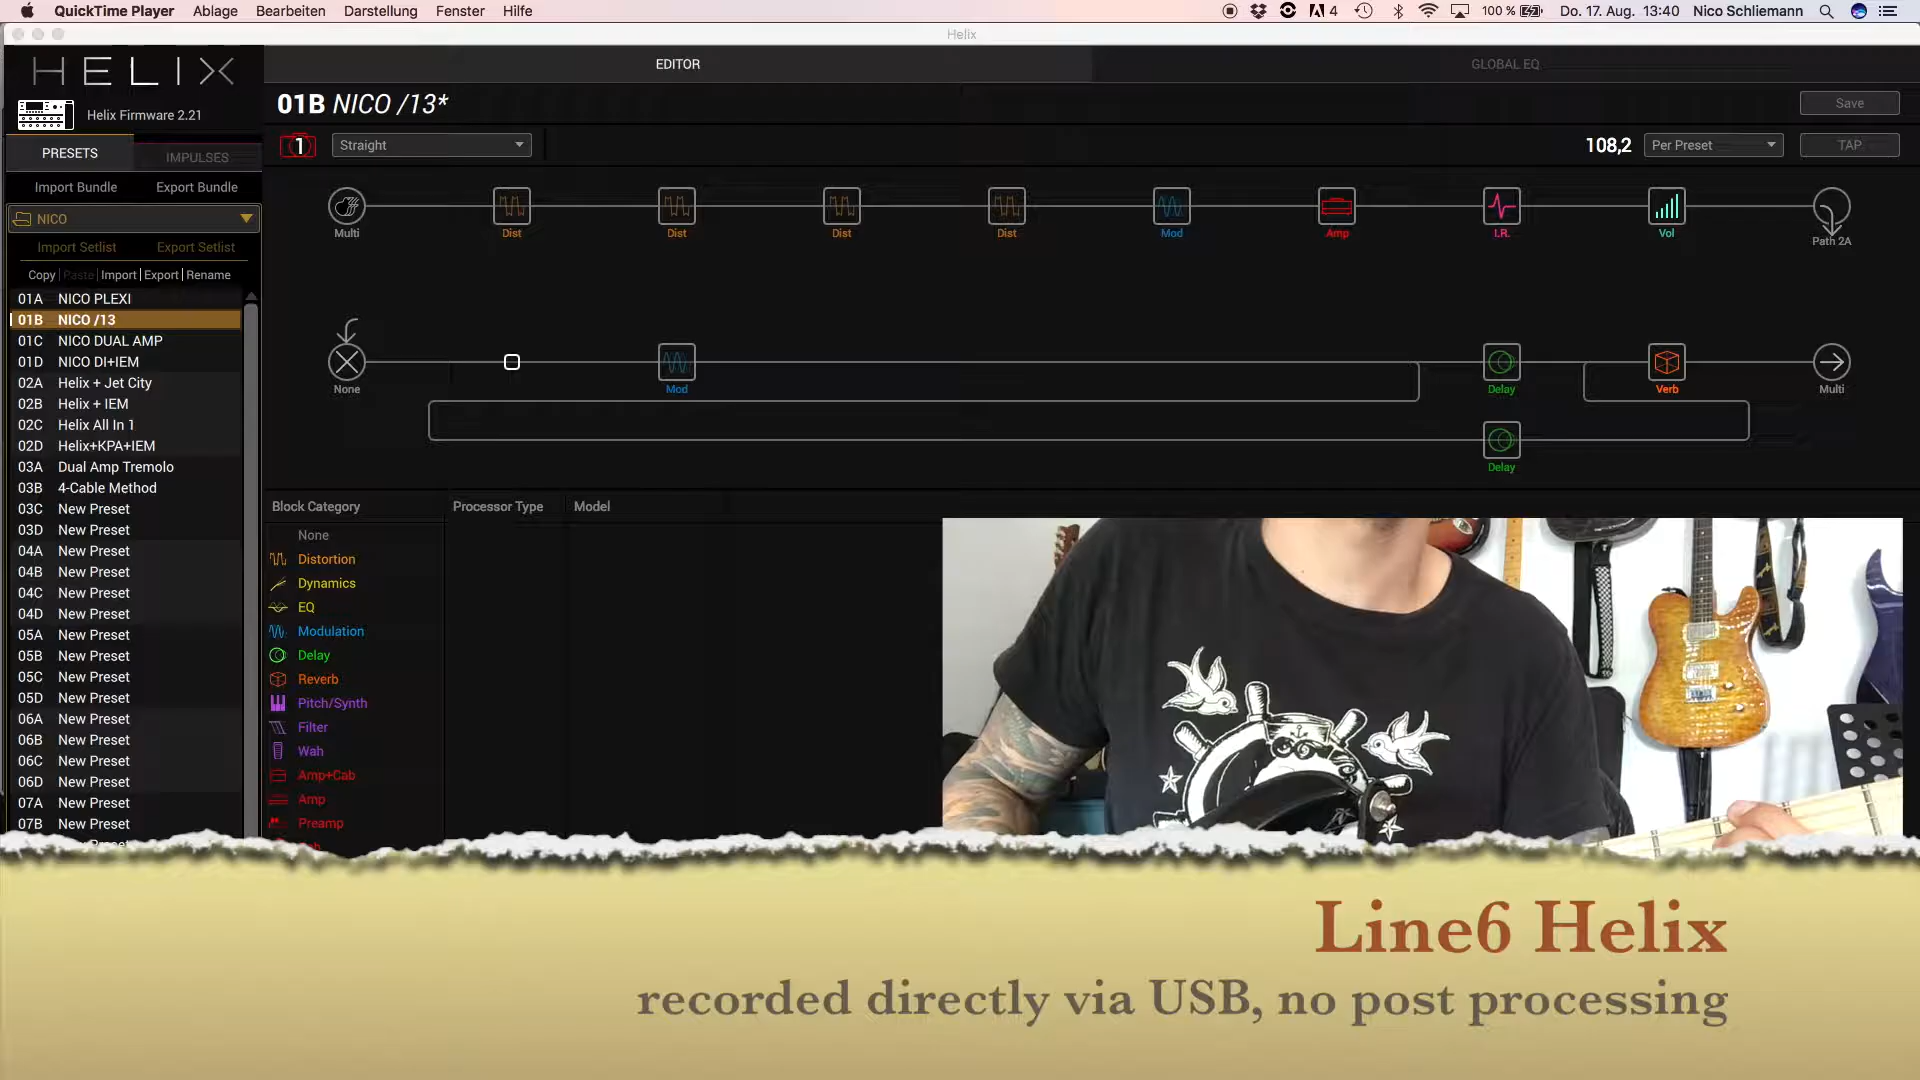 QuickTime Player Ablage Bearbeiten Darstellung Fenster Hilfe 4 100 % Do. 17. Aug. 13:40 Nico Schliemann
Helix
HELIX
EDITOR GLOBAL EQ
Helix Firmware 2.21
01B NICO /13* Save
1 Straight 108,2 Per Preset TAP
PRESETS IMPULSES
Import Bundle Export Bundle
NICO
Import Setlist Export Setlist
Copy Paste Import Export Rename
01A NICO PLEXI
01B NICO /13
01C NICO DUAL AMP
01D NICO DI+IEM
02A Helix + Jet City
02B Helix + IEM
02C Helix All In 1
02D Helix+KPA+IEM
03A Dual Amp Tremolo
03B 4-Cable Method
03C New Preset
03D New Preset
04A New Preset
04B New Preset
04C New Preset
04D New Preset
05A New Preset
05B New Preset
05C New Preset
05D New Preset
06A New Preset
06B New Preset
06C New Preset
06D New Preset
07A New Preset
07B New Preset
Multi Dist Dist Dist Dist Mod Amp I.R. Vol Path 2A
None Mod Delay Verb Multi
Delay
Block Category Processor Type Model
None
Distortion
Dynamics
EQ
Modulation
Delay
Reverb
Pitch/Synth
Filter
Wah
Amp+Cab
Amp
Preamp
Line6 Helix
recorded directly via USB, no post processing